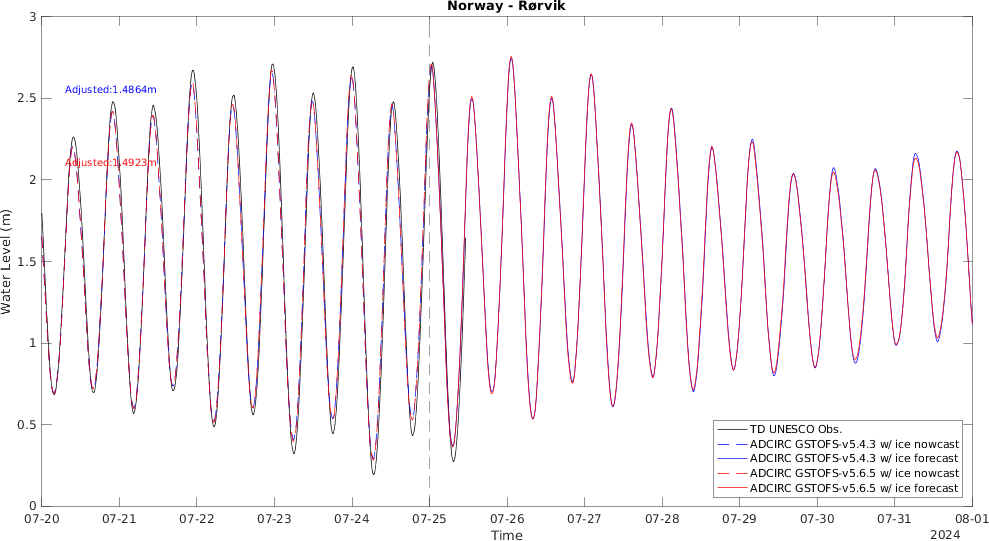 Norway - Rørvik
3
2.5
2
1.5
1
0.5
0
Water Level (m)
Adjusted:1.4864m
Adjusted:1.4923m
TD UNESCO Obs.
ADCIRC GSTOFS-v5.4.3 w/ ice nowcast
ADCIRC GSTOFS-v5.4.3 w/ ice forecast
ADCIRC GSTOFS-v5.6.5 w/ ice nowcast
ADCIRC GSTOFS-v5.6.5 w/ ice forecast
07-20 07-21 07-22 07-23 07-24 07-25 07-26 07-27 07-28 07-29 07-30 07-31 08-01
Time
2024